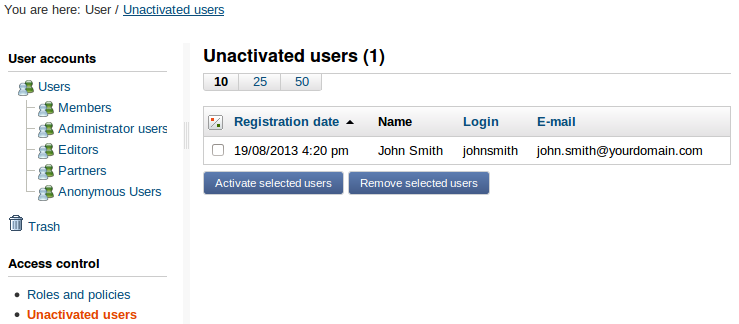 You are here: User / Unactivated users
User accounts
Users
Members
Administrator users
Editors
Partners
Anonymous Users
Trash
Access control
Roles and policies
Unactivated users
Unactivated users (1)
10 25 50
Registration date Name Login E-mail
19/08/2013 4:20 pm John Smith johnsmith john.smith@yourdomain.com
Activate selected users Remove selected users